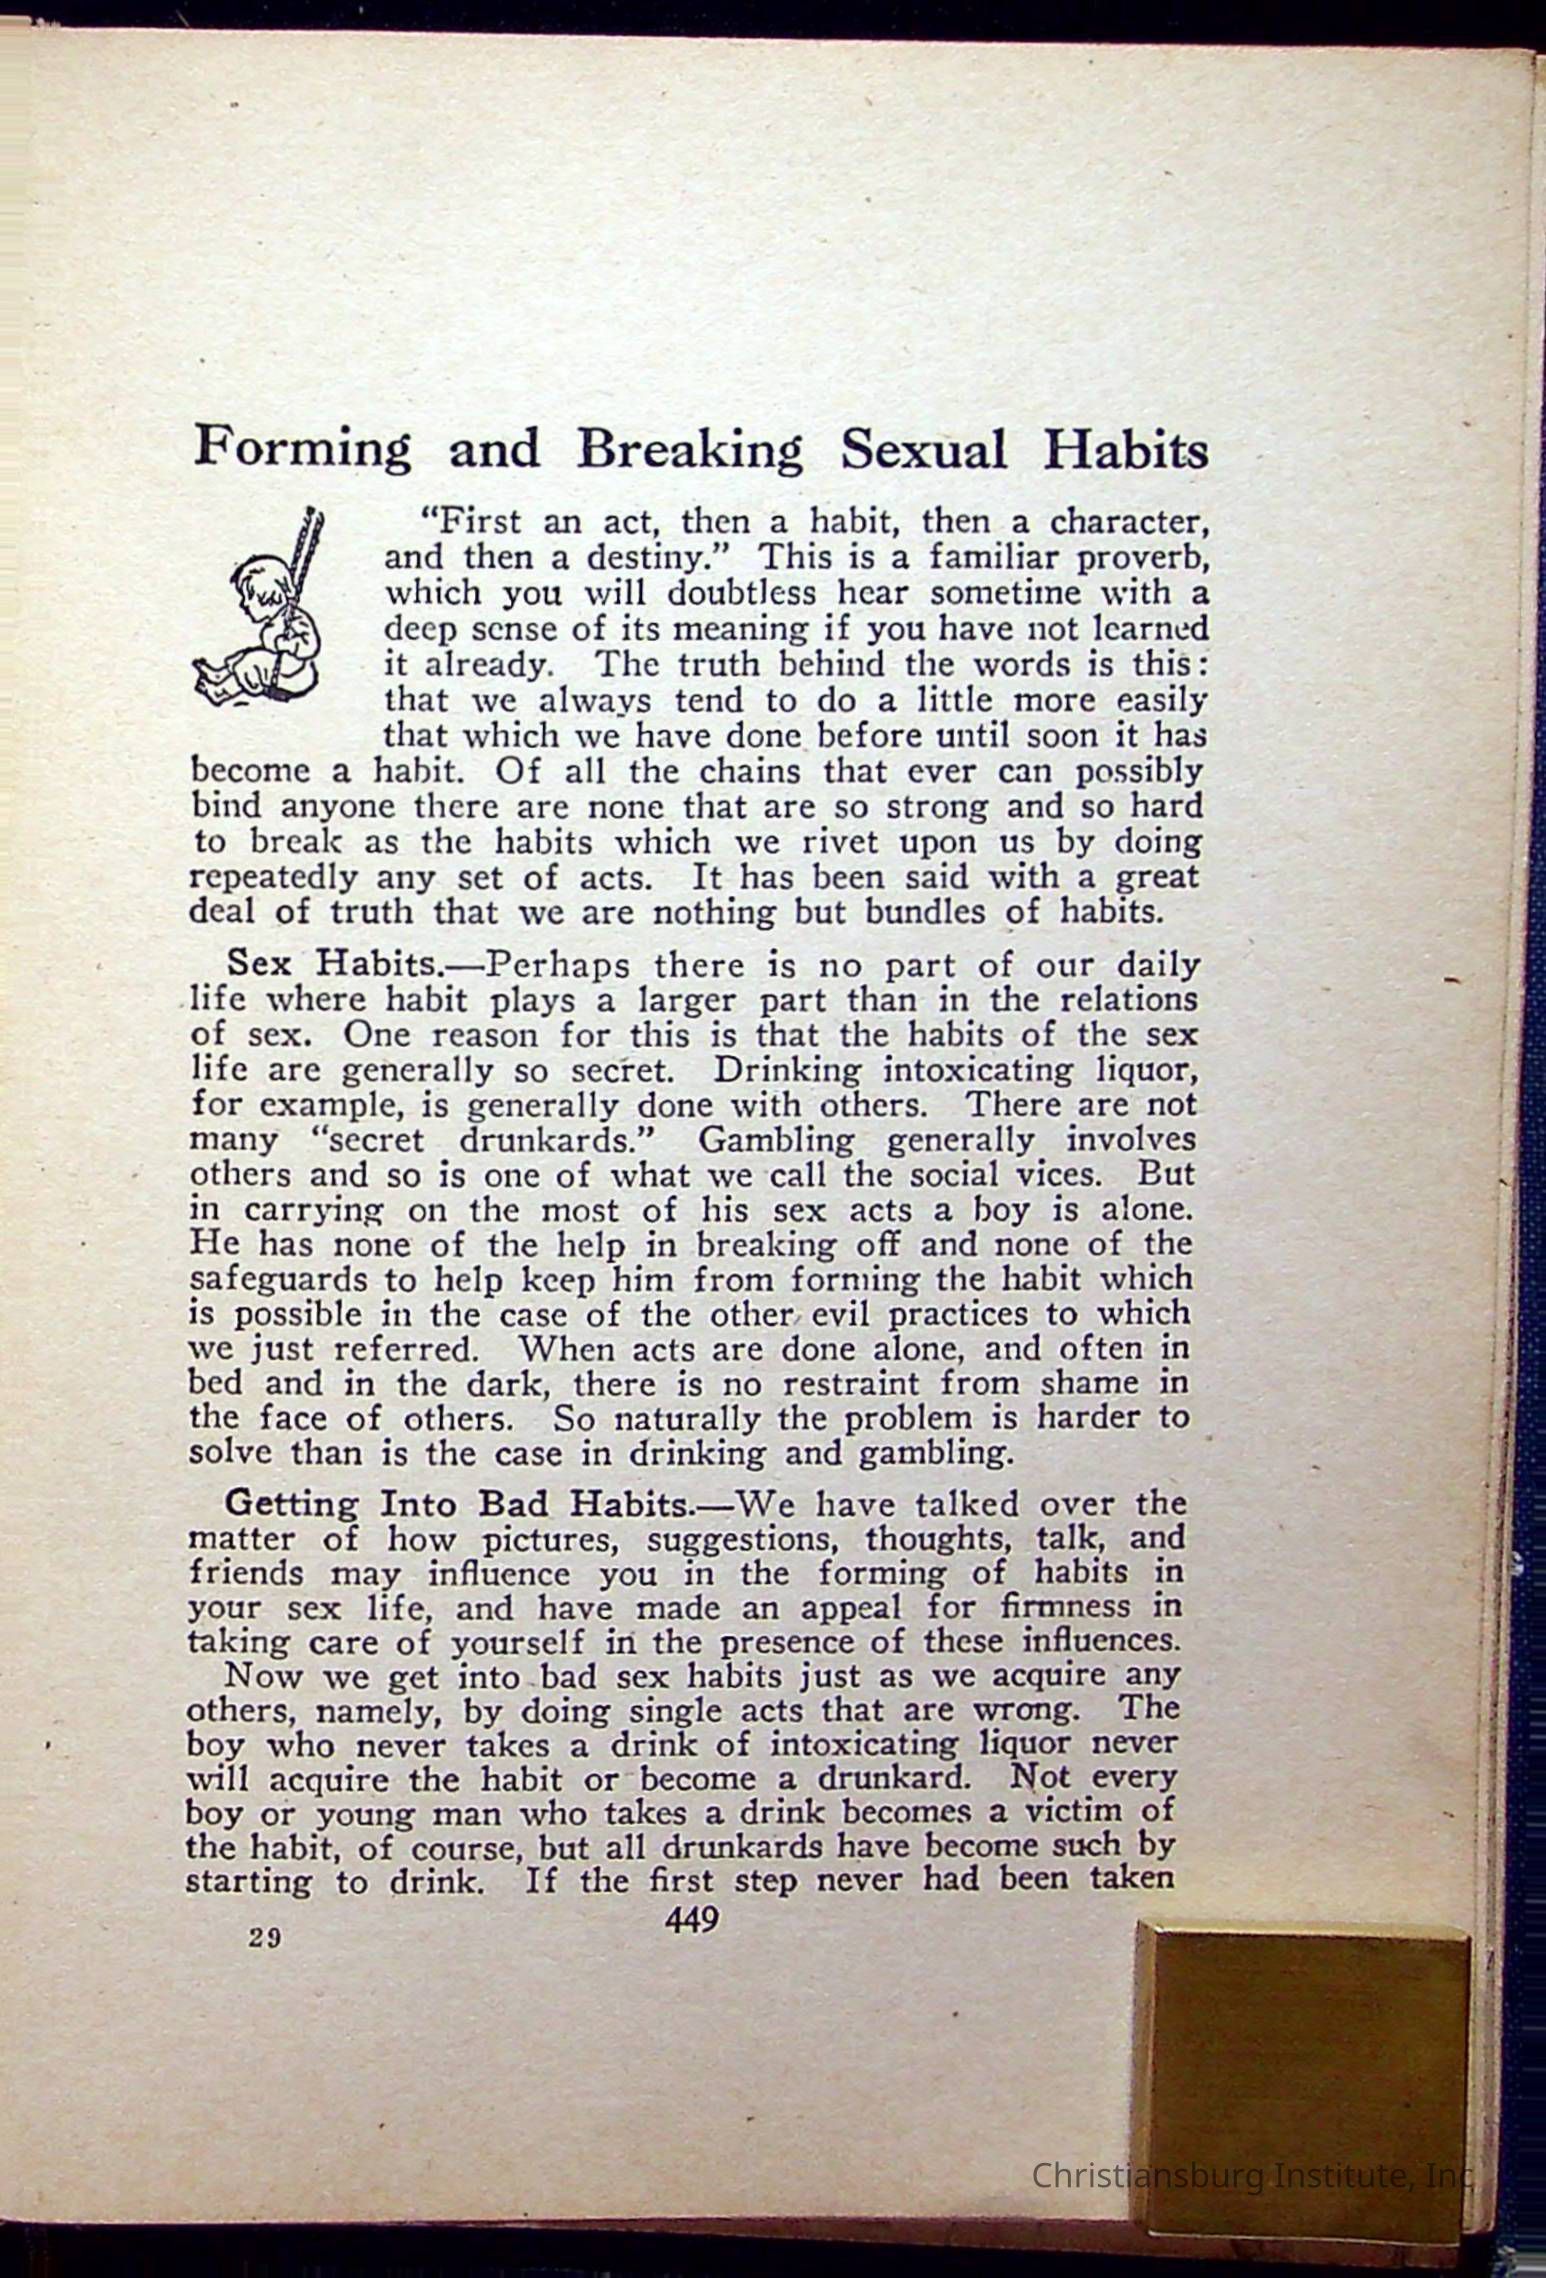 Forming and Breaking Sexual Habits
“First an act, then a habit, then a character,
and then a destiny.” This is a familiar proverb,
which you will doubtless hear sometime with a
deep sense of its meaning if you have not learned
it already. The truth behind the words is this:
that we always tend to do a little more easily
that which we have done before until soon it has
become a habit. Of all the chains that ever can possibly
bind anyone there are none that are so strong and so hard
to break as the habits which we rivet upon us by doing
repeatedly any set of acts. It has been said with a great
deal of truth that we are nothing but bundles of habits.
Sex Habits.—Perhaps there is no part of our daily
life where habit plays a larger part than in the relations
of sex. One reason for this is that the habits of the sex
life are generally so secret. Drinking intoxicating liquor,
for example, is generally done with others. There are not
many “secret drunkards.” Gambling generally involves
others and so is one of what we call the social vices. But
in carrying on the most of his sex acts a boy is alone.
He has none of the help in breaking off and none of the
safeguards to help keep him from forming the habit which
is possible in the case of the other evil practices to which
we just referred. When acts are done alone, and often in
bed and in the dark, there is no restraint from shame in
the face of others. So naturally the problem is harder to
solve than is the case in drinking and gambling.
Getting Into Bad Habits.—We have talked over the
matter of how pictures, suggestions, thoughts, talk, and
friends may influence you in the forming of habits in
your sex life, and have made an appeal for firmness in
taking care of yourself in the presence of these influences.
Now we get into bad sex habits just as we acquire any
others, namely, by doing single acts that are wrong. The
boy who never takes a drink of intoxicating liquor never
will acquire the habit or become a drunkard. Not every
boy or young man who takes a drink becomes a victim of
the habit, of course, but all drunkards have become such by
starting to drink. If the first step never had been taken
449
29
Christiansburg Institute, Inc